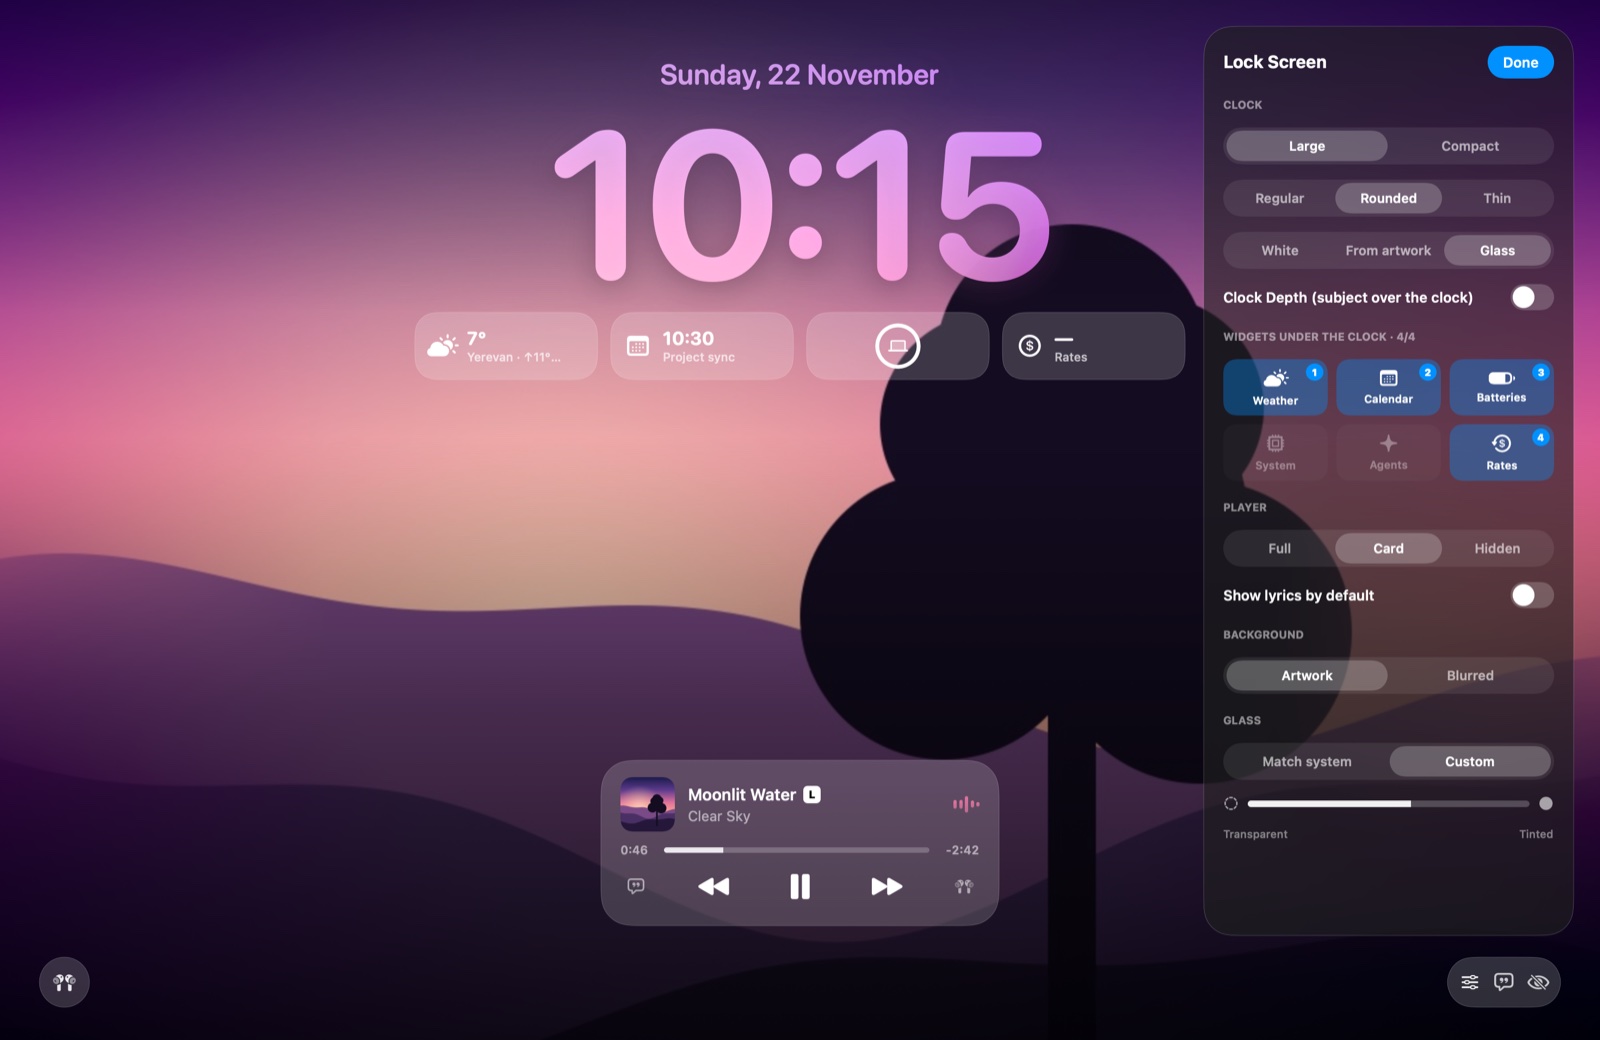 Sunday, 22 November
10:15
7°
Yerevan · ↑11°...
10:30
Project sync
$
—
Rates
Moonlit Water L
Clear Sky
0:46
-2:42
Lock Screen
Done
CLOCK
Large
Compact
Regular
Rounded
Thin
White
From artwork
Glass
Clock Depth (subject over the clock)
WIDGETS UNDER THE CLOCK · 4/4
1
Weather
2
Calendar
3
Batteries
System
Agents
$
4
Rates
PLAYER
Full
Card
Hidden
Show lyrics by default
BACKGROUND
Artwork
Blurred
GLASS
Match system
Custom
Transparent
Tinted